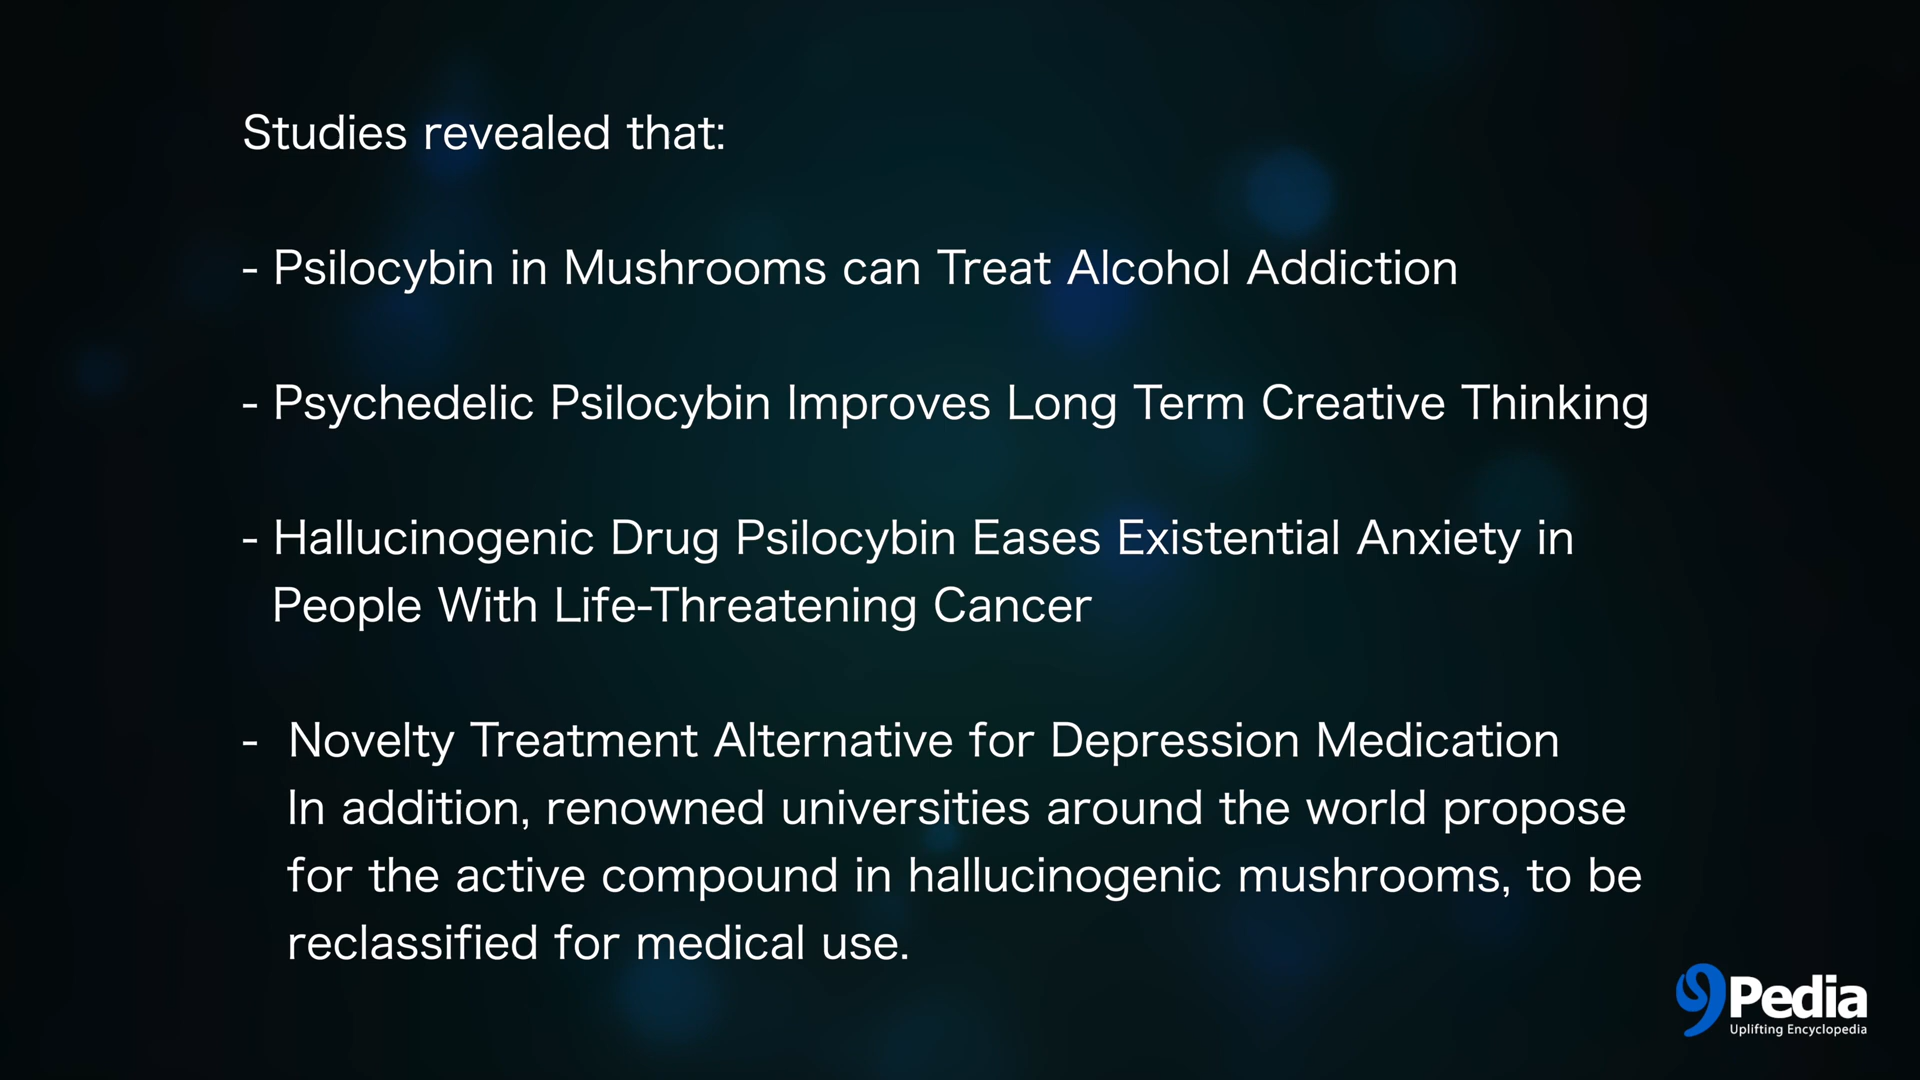 Studies revealed that:
- Psilocybin in Mushrooms can Treat Alcohol Addiction
- Psychedelic Psilocybin Improves Long Term Creative Thinking
- Hallucinogenic Drug Psilocybin Eases Existential Anxiety in
People With Life-Threatening Cancer
- Novelty Treatment Alternative for Depression Medication
In addition, renowned universities around the world propose
for the active compound in hallucinogenic mushrooms, to be
reclassified for medical use.
9Pedia
Uplifting Encyclopedia